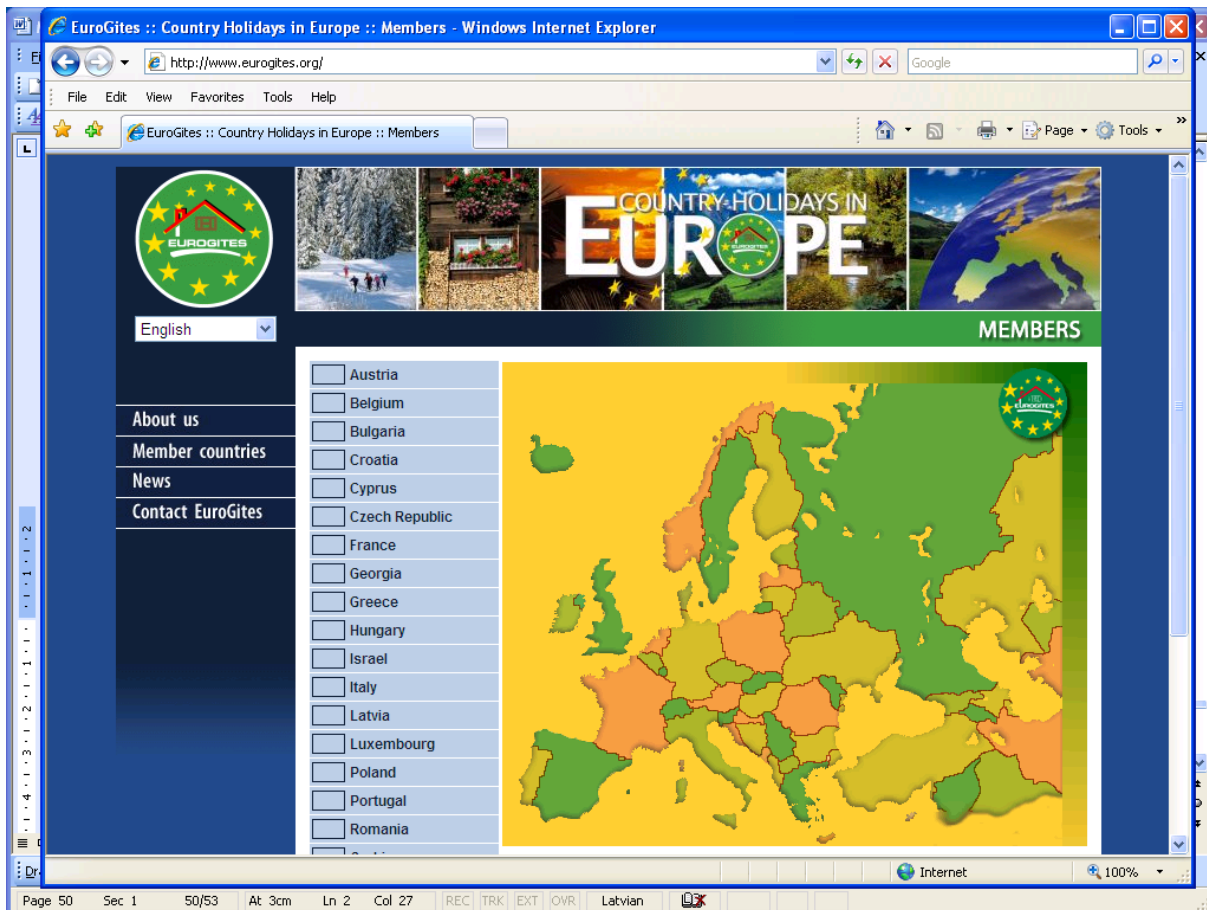 EuroGites :: Country Holidays in Europe :: Members - Windows Internet Explorer
http://www.eurogites.org/
Google
File Edit View Favorites Tools Help
EuroGites :: Country Holidays in Europe :: Members
Page Tools
EUROGITES
COUNTRY-HOLIDAYS IN
EUROPE
EUROGITES
English
MEMBERS
About us
Member countries
News
Contact EuroGites
Austria
Belgium
Bulgaria
Croatia
Cyprus
Czech Republic
France
Georgia
Greece
Hungary
Israel
Italy
Latvia
Luxembourg
Poland
Portugal
Romania
EUROGITES
Internet 100%
Page 50 Sec 1 50/53 At 3cm Ln 2 Col 27 REC TRK EXT OVR Latvian